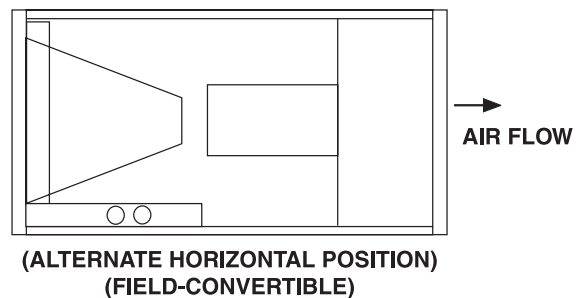 AIR FLOW
(ALTERNATE HORIZONTAL POSITION)
(FIELD-CONVERTIBLE)